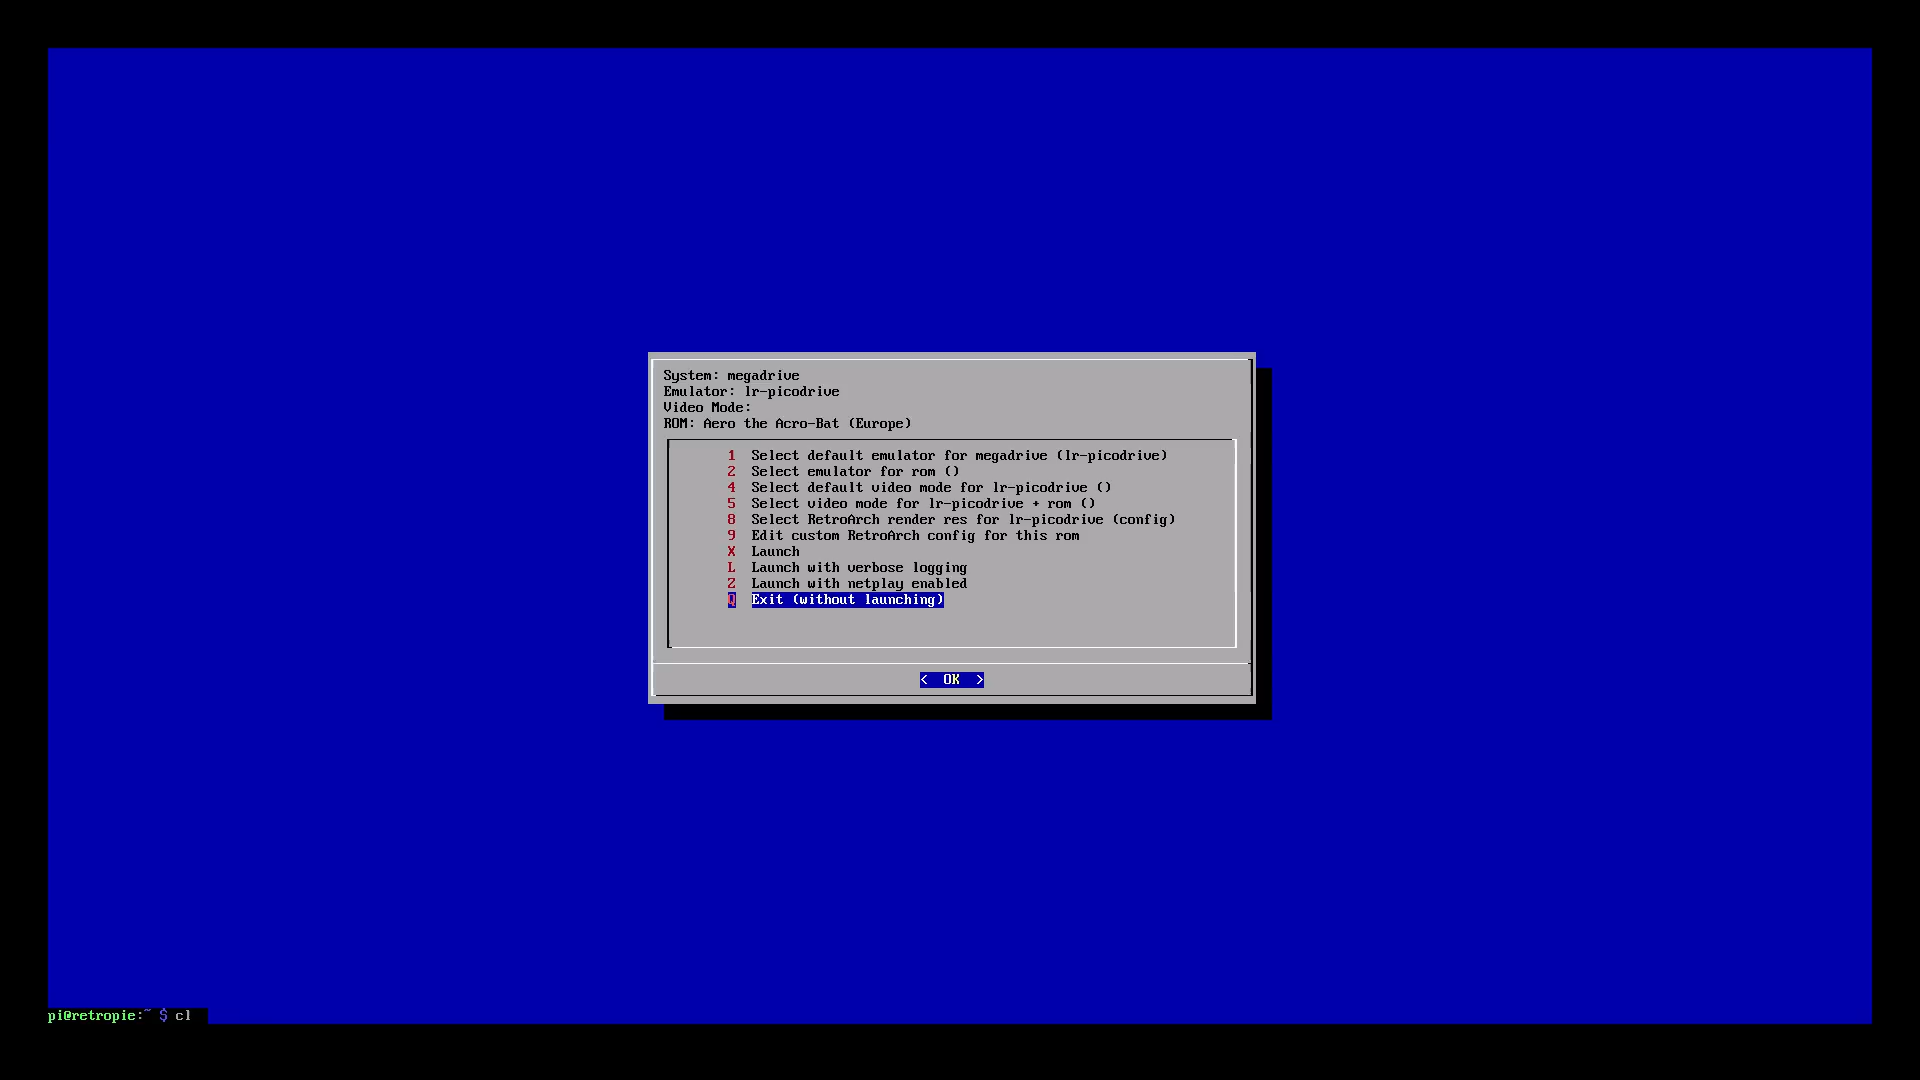 System: megadrive
Emulator: lr-picodrive
Video Mode:
ROM: Aero the Acro-Bat (Europe)
1 Select default emulator for megadrive (lr-picodrive)
2 Select emulator for rom ()
4 Select default video mode for lr-picodrive ()
5 Select video mode for lr-picodrive + rom ()
8 Select RetroArch render res for lr-picodrive (config)
9 Edit custom RetroArch config for this rom
X Launch
L Launch with verbose logging
Z Launch with netplay enabled
Q Exit (without launching)
< OK >
pi@retropie:~ $ cl